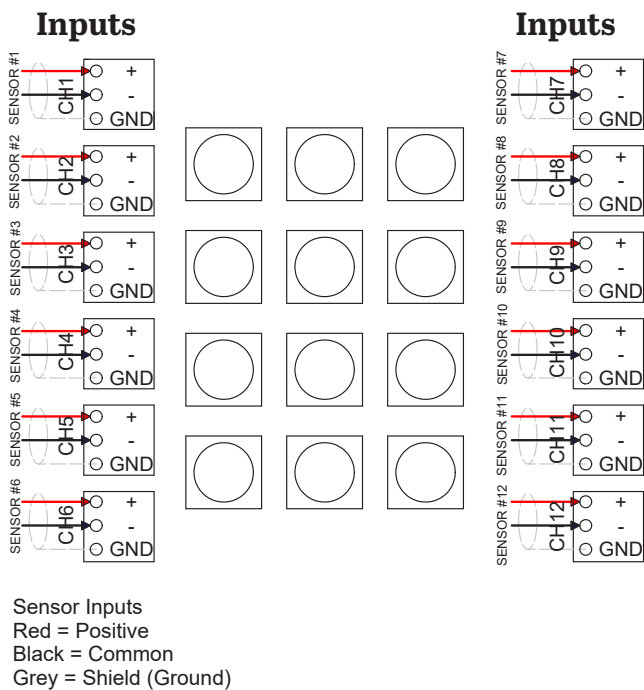 Inputs
SENSOR #1
CH1
+
-
GND
SENSOR #2
CH2
+
-
GND
SENSOR #3
CH3
+
-
GND
SENSOR #4
CH4
+
-
GND
SENSOR #5
CH5
+
-
GND
SENSOR #6
CH6
+
-
GND
Inputs
SENSOR #7
CH7
+
-
GND
SENSOR #8
CH8
+
-
GND
SENSOR #9
CH9
+
-
GND
SENSOR #10
CH10
+
-
GND
SENSOR #11
CH11
+
-
GND
SENSOR #12
CH12
+
-
GND
Sensor Inputs
Red = Positive
Black = Common
Grey = Shield (Ground)